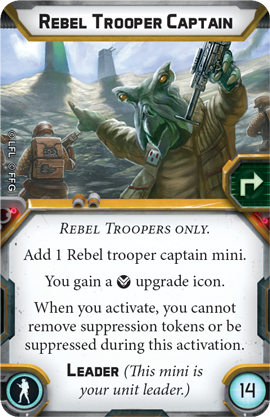 Rebel Trooper Captain
©LFL ©FFG
Rebel Troopers only.
Add 1 Rebel trooper captain mini.
You gain a upgrade icon.
When you activate, you cannot
remove suppression tokens or be
suppressed during this activation.
Leader (This mini is
your unit leader.)
14